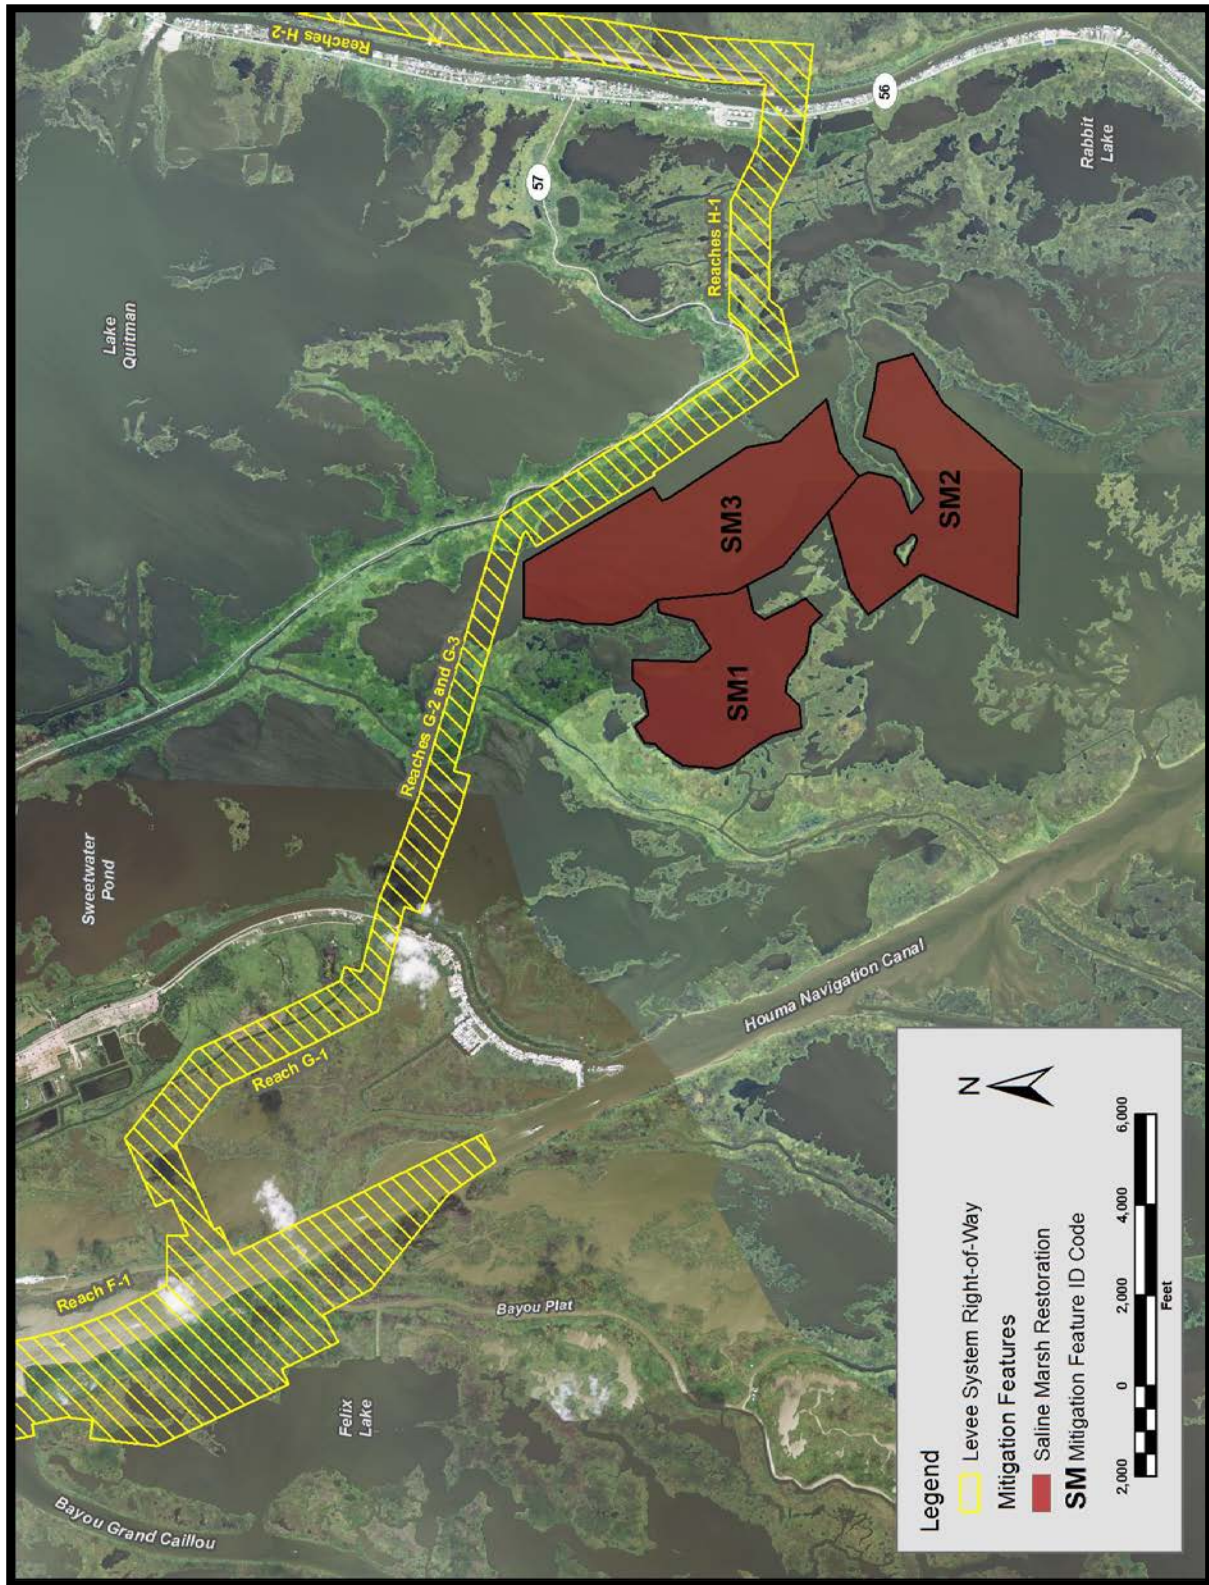 Reaches H-2
56
Rabbit
Lake
57
Reaches H-1
Lake
Quitman
SM3
SM2
SM1
Reaches G-2 and G-3
Sweetwater
Pond
Houma Navigation Canal
Reach G-1
Reach F-1
Bayou Plat
Felix
Lake
Bayou Grand Caillou
Legend
Levee System Right-of-Way
Mitigation Features
Saline Marsh Restoration
SM Mitigation Feature ID Code
N
2,000 0 2,000 4,000 6,000
Feet